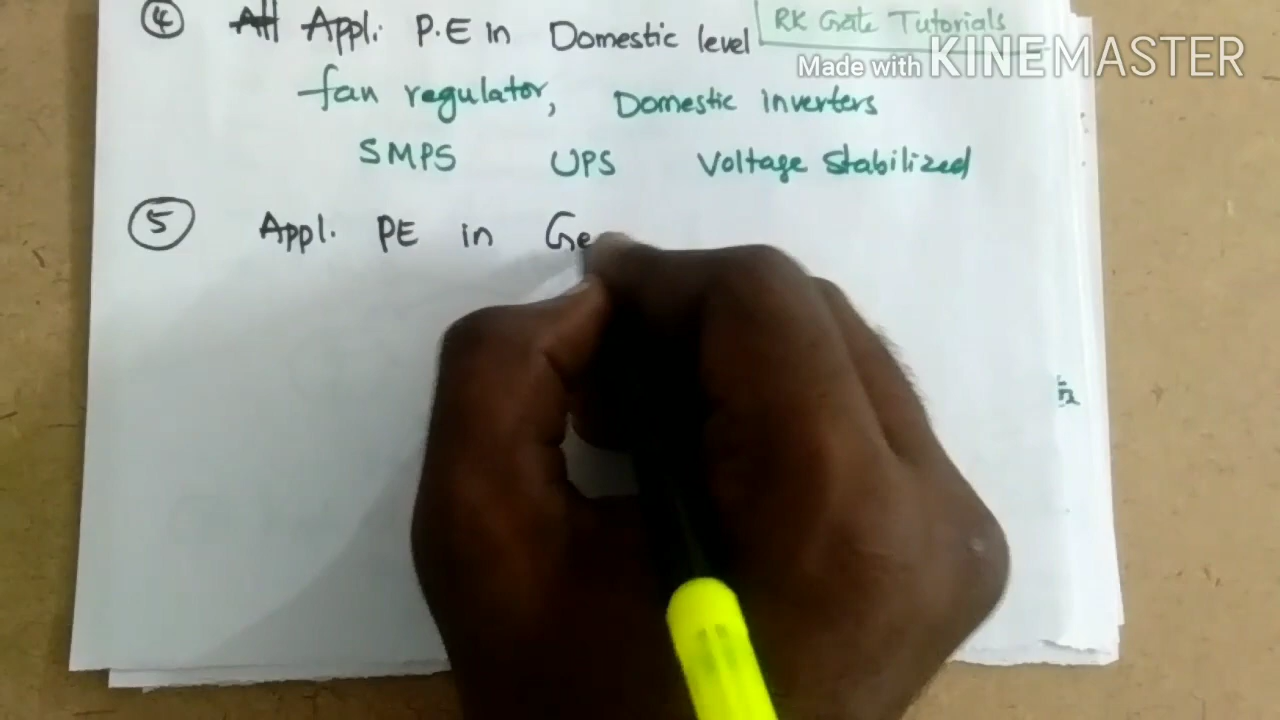 ④ All Appl. P.E in Domestic level
RK Gate Tutorials
Made with KINEMASTER
fan regulator, Domestic inverters
SMPS UPS Voltage Stabilized
⑤ Appl. PE in Ge